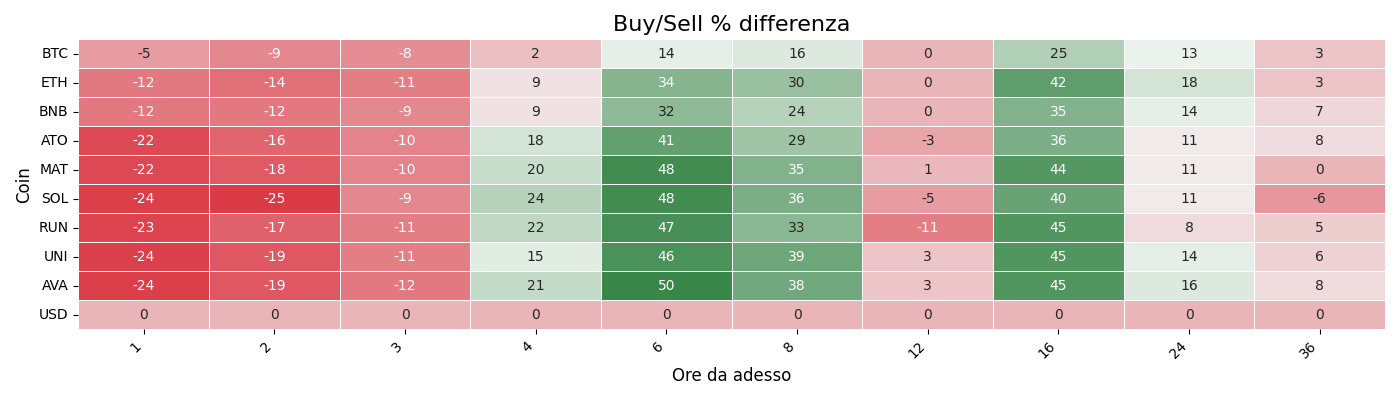 Buy/Sell % differenza
Coin
BTC -5 -9 -8 2 14 16 0 25 13 3
ETH -12 -14 -11 9 34 30 0 42 18 3
BNB -12 -12 -9 9 32 24 0 35 14 7
ATO -22 -16 -10 18 41 29 -3 36 11 8
MAT -22 -18 -10 20 48 35 1 44 11 0
SOL -24 -25 -9 24 48 36 -5 40 11 -6
RUN -23 -17 -11 22 47 33 -11 45 8 5
UNI -24 -19 -11 15 46 39 3 45 14 6
AVA -24 -19 -12 21 50 38 3 45 16 8
USD 0 0 0 0 0 0 0 0 0 0
1 2 3 4 6 8 12 16 24 36
Ore da adesso